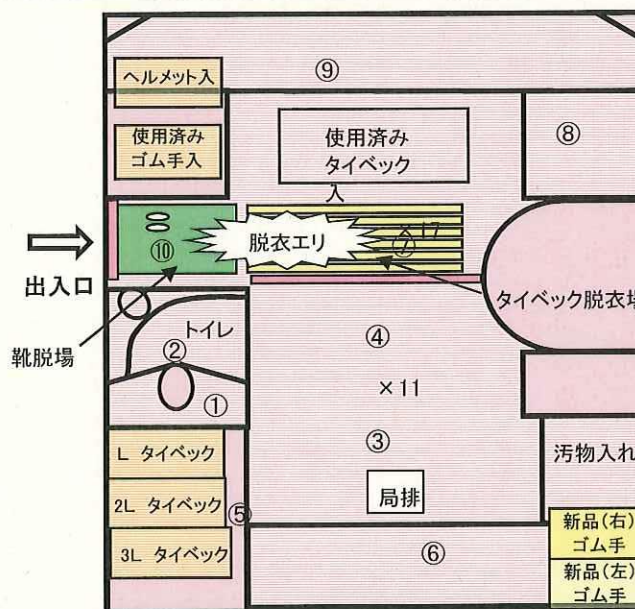 ヘルメット入
⑨
使用済み
ゴム手入
使用済み
タイベック
入
⑧
出入口
⑩
脱衣エリ
×17
⑦
タイベック脱衣場
靴脱場
トイレ
②
①
④
×11
③
局排
汚物入れ
L タイベック
2L タイベック
3L タイベック
⑤
⑥
新品(右)
ゴム手
新品(左)
ゴム手